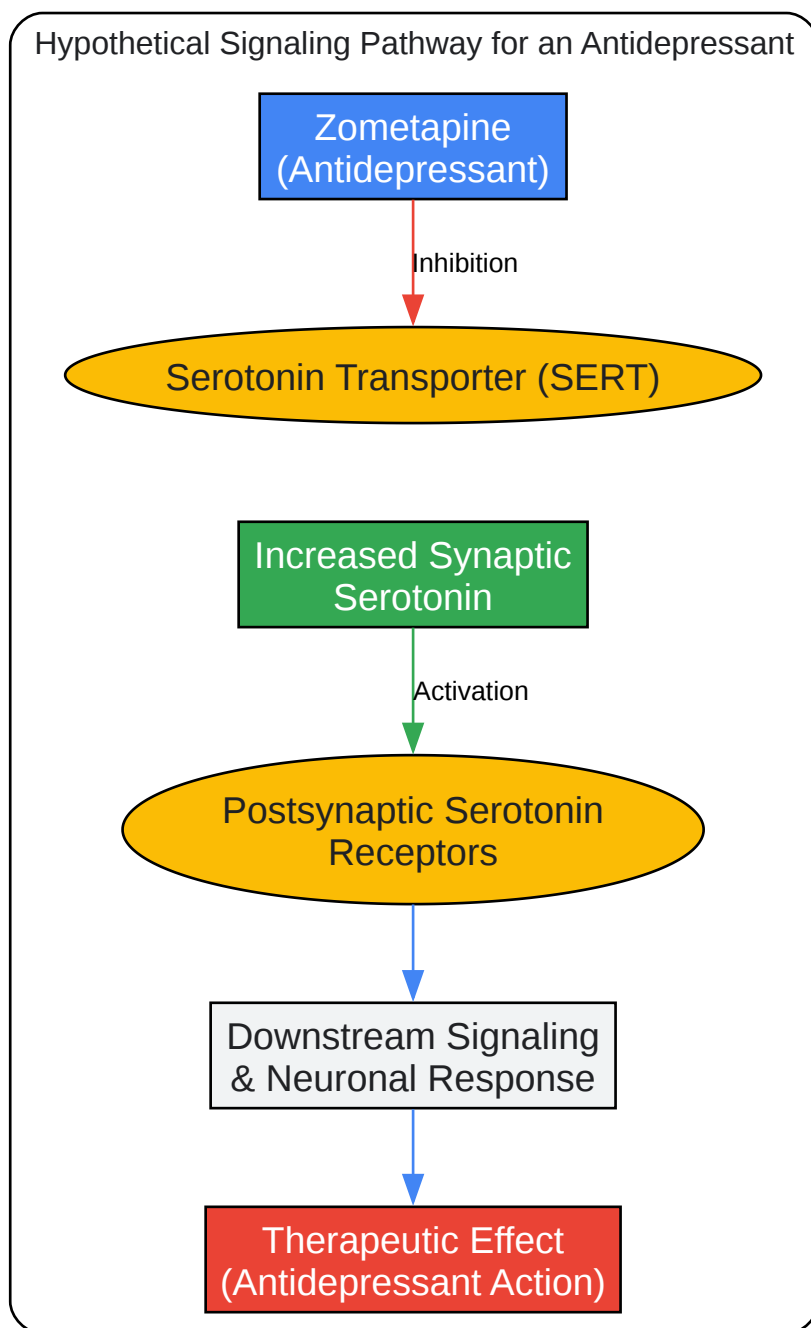 Hypothetical Signaling Pathway for an Antidepressant
Zometapine
(Antidepressant)
Inhibition
Serotonin Transporter (SERT)
Increased Synaptic
Serotonin
Activation
Postsynaptic Serotonin
Receptors
Downstream Signaling
& Neuronal Response
Therapeutic Effect
(Antidepressant Action)